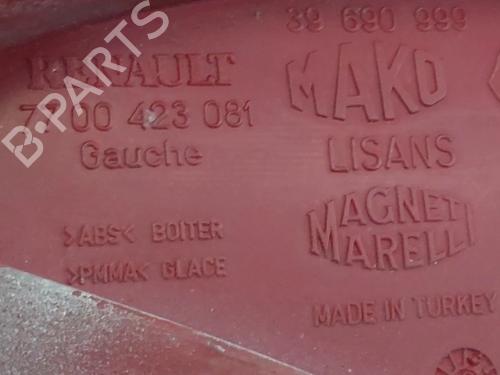 RENAULT
7700 423 081
Gauche
>ABS< BOITER
>PMMA< GLACE
39 690 999
MAKO
LISANS
MAGNETI
MARELLI
MADE IN TURKEY